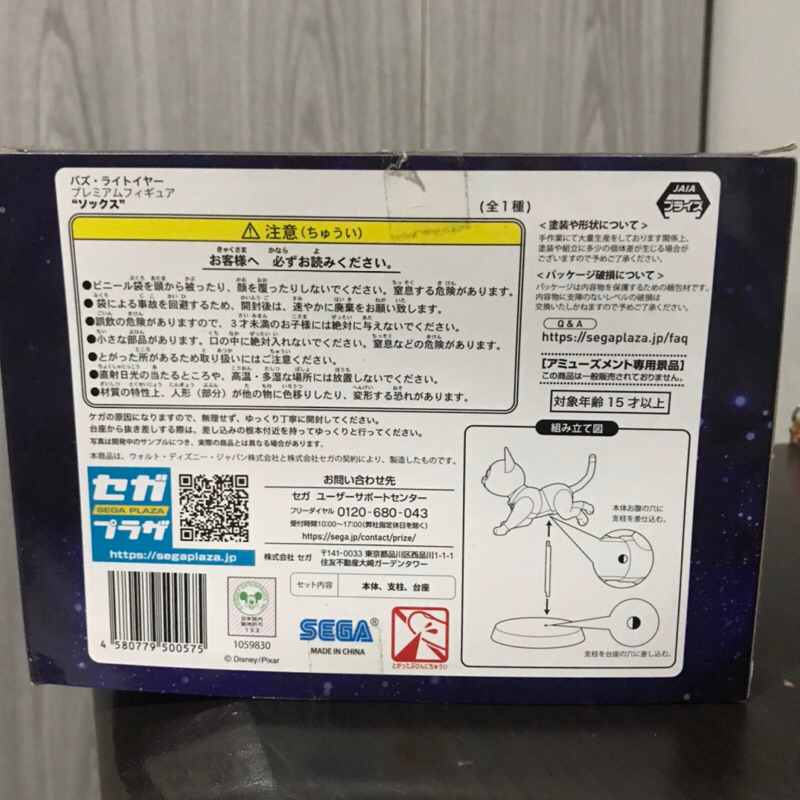 バズ・ライトイヤー
プレミアムフィギュア
"ソックス"
(全1種)
JAIA
プライズ
注意(ちゅうい)
お客様へ 必ずお読みください。
●ビニール袋を頭から被ったり、顔を覆ったりしないでください。窒息する危険があります。
●袋による事故を回避するため、開封後は、速やかに廃棄をお願い致します。
●誤飲の危険がありますので、3才未満のお子様には絶対に与えないでください。
●小さな部品があります。口の中に絶対入れないでください。窒息などの危険があります。
●とがった所があるため取り扱いにはご注意ください。
●直射日光の当たるところや、高温・多湿な場所には放置しないでください。
●材質の特性上、人形(部分)が他の物に色移りしたり、変形する恐れがあります。
ケガの原因になりますので、無理せず、ゆっくり丁寧に開封してください。
台座から抜き差しする際は、差し込みの根本付近を持ってゆっくりと行ってください。
写真は開発中のサンプルにつき、実際の商品とは異なる場合があります。
本商品は、ウォルト・ディズニー・ジャパン株式会社と株式会社セガの契約により、製造したものです。
<塗装や形状について>
手作業にて大量生産をしております関係上、
塗装や組立に多少の個体差が生じる場合が
ございますので予めご了承ください。
<パッケージ破損について>
パッケージは内容物を保護するための梱包材です。
内容物に支障のないレベルの破損は
交換いたしかねますので予めご了承ください。
Q&A
https://segaplaza.jp/faq
【アミューズメント専用景品】
この商品は一般販売されておりません。
対象年齢 15才以上
セガ
SEGA PLAZA
プラザ
https://segaplaza.jp
お問い合わせ先
セガ ユーザーサポートセンター
フリーダイヤル 0120-680-043
受付時間10:00~17:00(弊社指定休日を除く)
https://sega.jp/contact/prize/
株式会社 セガ 〒141-0033 東京都品川区西品川1-1-1
住友不動産大崎ガーデンタワー
セット内容 本体、支柱、台座
4 580779 500575
日本国内
販売許可
133
1059830
© Disney/Pixar
SEGA®
MADE IN CHINA
とがったぶひんにちゅうい
組み立て図
本体お腹の穴に
支柱を差し込む。
支柱を台座の穴に差し込む。